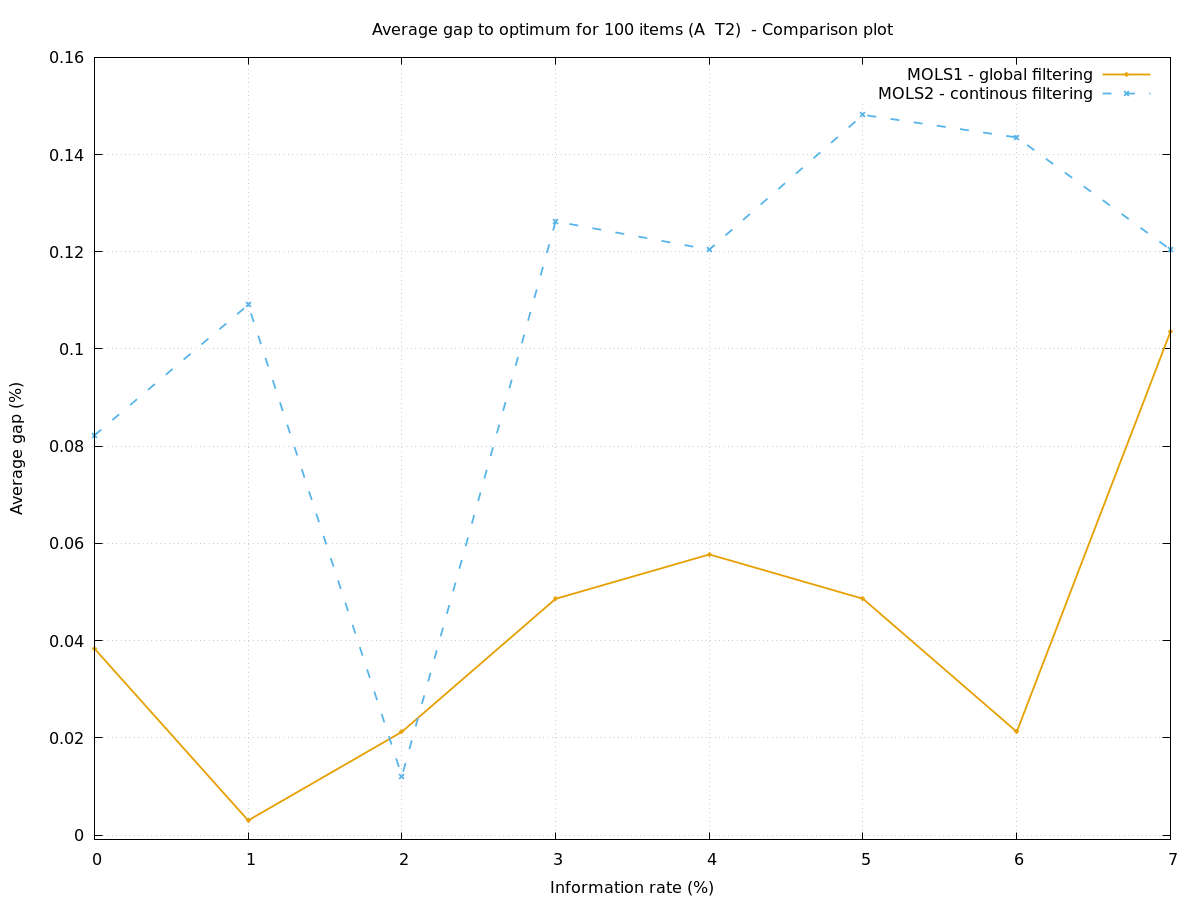 Average gap to optimum for 100 items (A  T2)  - Comparison plot
0.16
MOLS1 - global filtering
MOLS2 - continous filtering
0.14
0.12
0.1
0.08
0.06
0.04
0.02
0
Average gap (%)
0 1 2 3 4 5 6 7
Information rate (%)